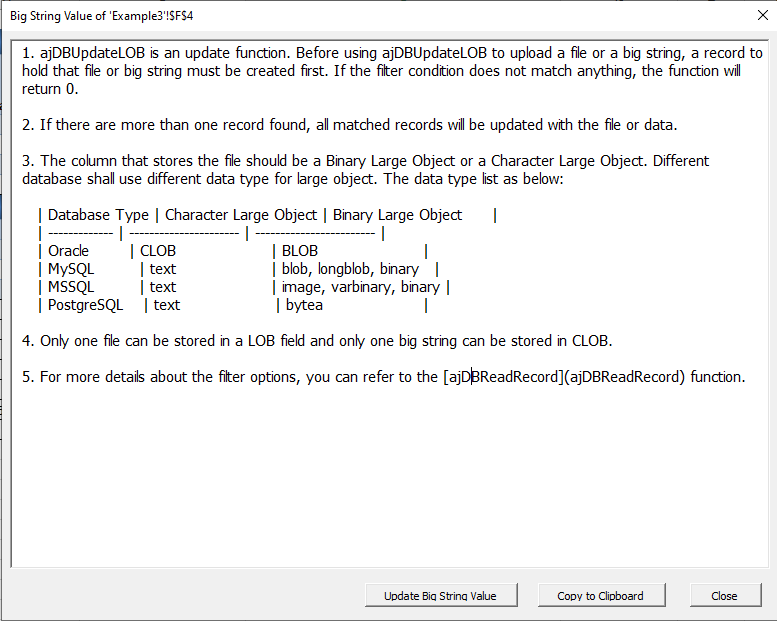 Big String Value of 'Example3'!$F$4
1. ajDBUpdateLOB is an update function. Before using ajDBUpdateLOB to upload a file or a big string, a record to
hold that file or big string must be created first. If the filter condition does not match anything, the function will
return 0.
2. If there are more than one record found, all matched records will be updated with the file or data.
3. The column that stores the file should be a Binary Large Object or a Character Large Object. Different
database shall use different data type for large object. The data type list as below:
| Database Type | Character Large Object | Binary Large Object |
| ------------- | ---------------------- | ------------------------ |
| Oracle | CLOB | BLOB |
| MySQL | text | blob, longblob, binary |
| MSSQL | text | image, varbinary, binary |
| PostgreSQL | text | bytea |
4. Only one file can be stored in a LOB field and only one big string can be stored in CLOB.
5. For more details about the filter options, you can refer to the [ajDBReadRecord](ajDBReadRecord) function.
Update Big String Value Copy to Clipboard Close